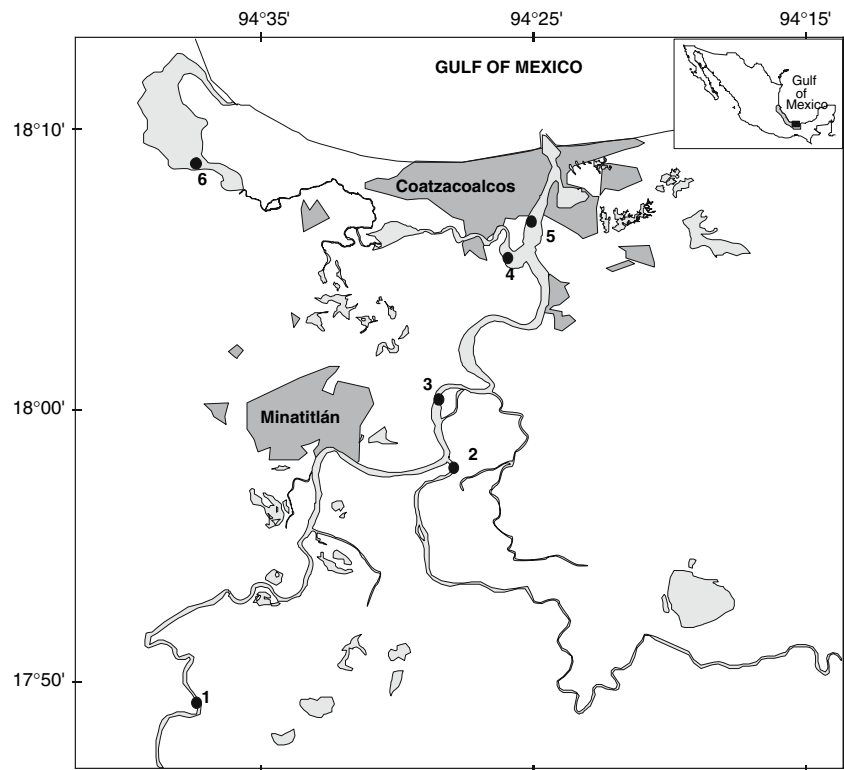 94°35' 94°25' 94°15'
GULF OF MEXICO
Gulf
of
Mexico
18°10'
6
Coatzacoalcos
5
4
3
18°00'
Minatitlán
2
17°50'
1